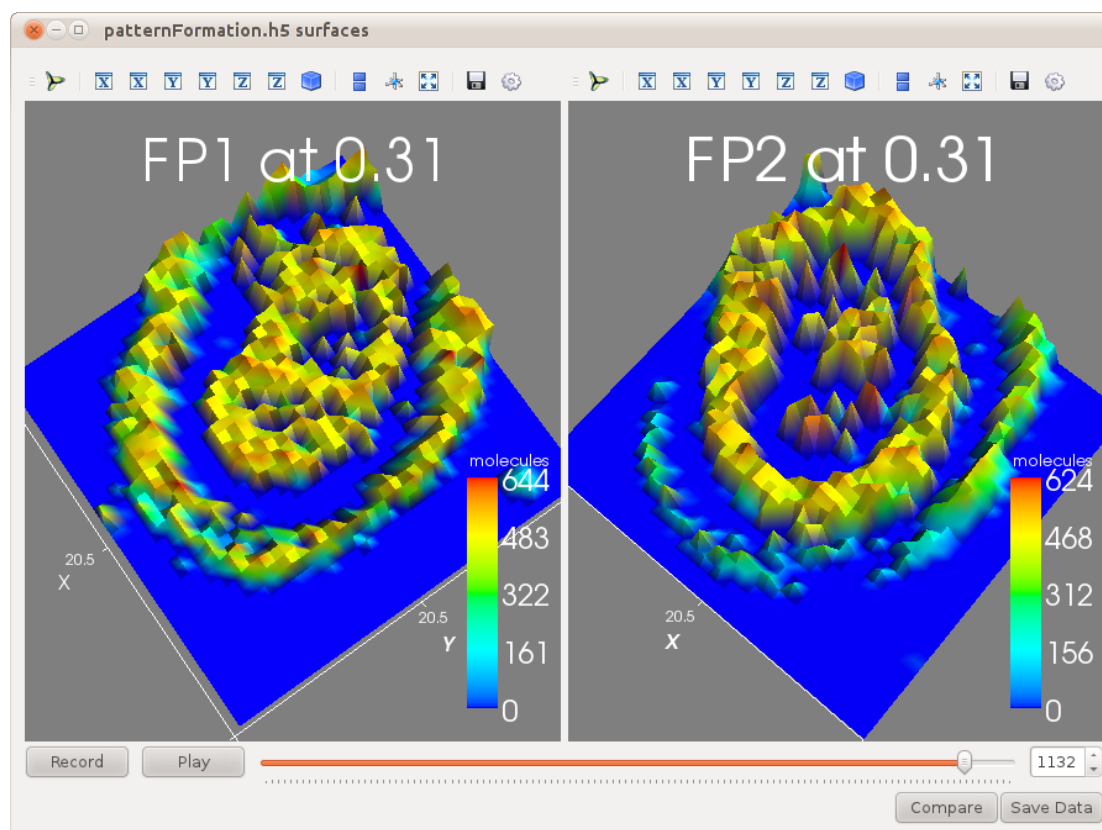 patternFormation.h5 surfaces
X X Y Y Z Z
X X Y Y Z Z
FP1 at 0.31
FP2 at 0.31
molecules
644
483
322
161
0
20.5
X
20.5
Y
molecules
624
468
312
156
0
20.5
X
Record
Play
1132
Compare
Save Data